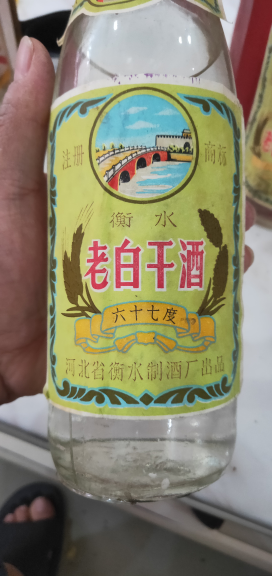 注册 商标
衡水
老白干酒
六十七度
河北省衡水制酒厂出品